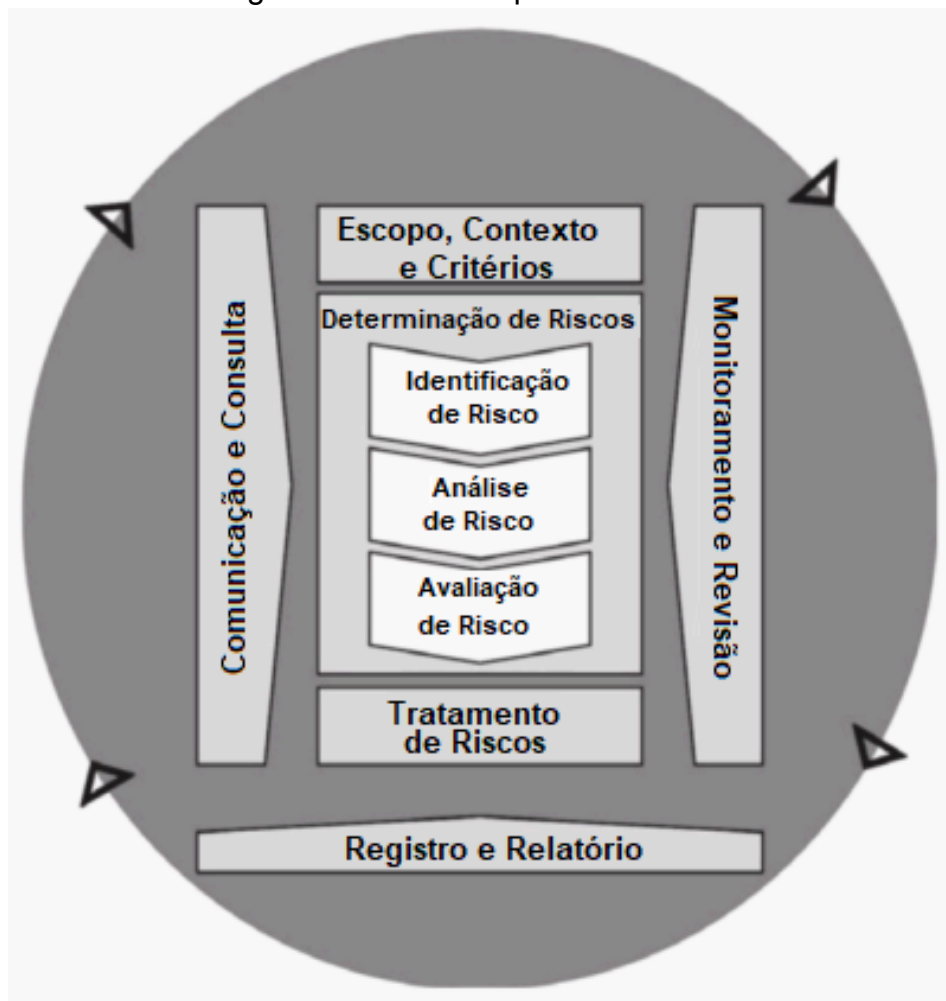 Escopo, Contexto
e Critérios
Determinação de Riscos
Identificação
de Risco
Análise
de Risco
Avaliação
de Risco
Tratamento
de Riscos
Comunicação e Consulta
Monitoramento e Revisão
Registro e Relatório